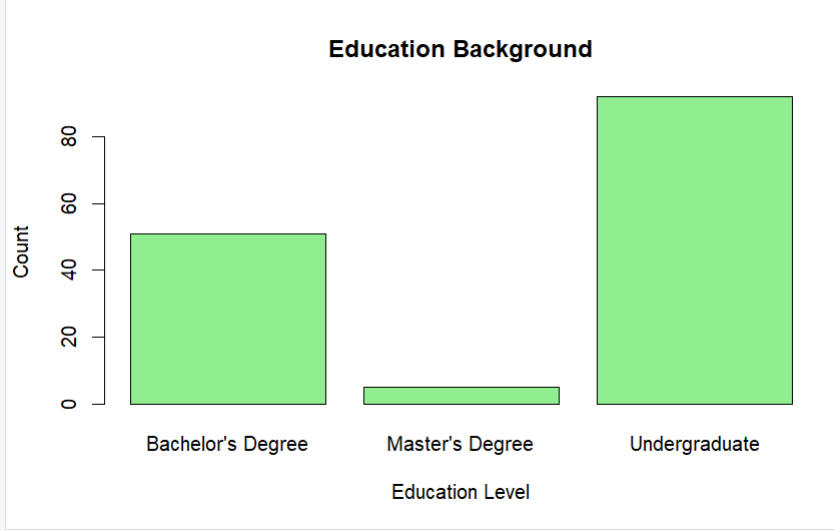 Education Background
Count
80
60
40
20
0
Bachelor's Degree
Master's Degree
Undergraduate
Education Level